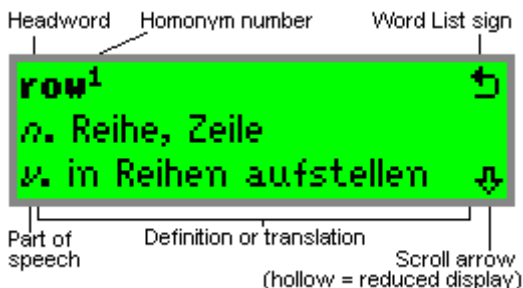 Headword Homonym number Word List sign
row¹
n. Reihe, Zeile
v. in Reihen aufstellen
Part of speech
Definition or translation
Scroll arrow
(hollow = reduced display)